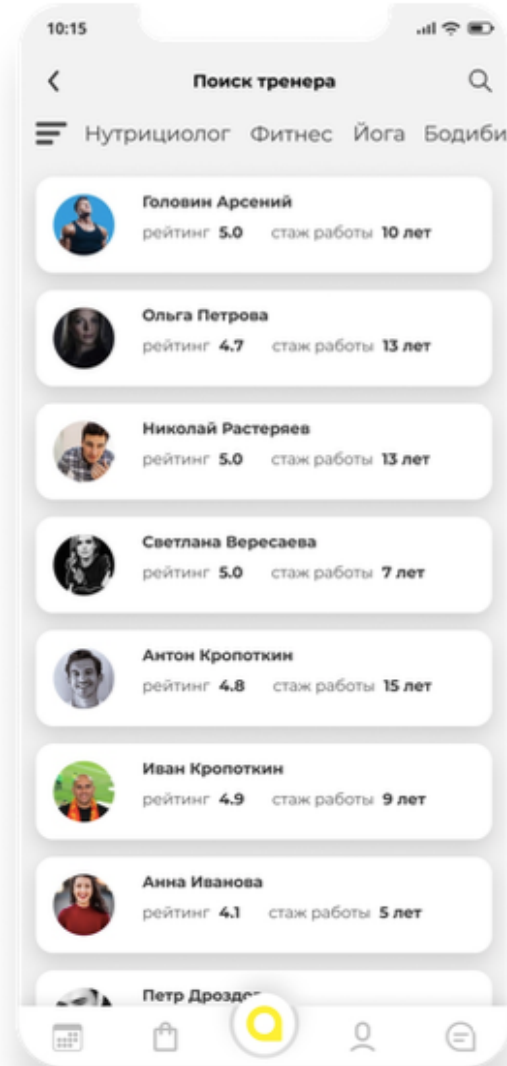 10:15
Поиск тренера
Нутрициолог Фитнес Йога Бодиби
Головин Арсений
рейтинг 5.0 стаж работы 10 лет
Ольга Петрова
рейтинг 4.7 стаж работы 13 лет
Николай Растеряев
рейтинг 5.0 стаж работы 13 лет
Светлана Вересаева
рейтинг 5.0 стаж работы 7 лет
Антон Кропоткин
рейтинг 4.8 стаж работы 15 лет
Иван Кропоткин
рейтинг 4.9 стаж работы 9 лет
Анна Иванова
рейтинг 4.1 стаж работы 5 лет
Петр Дроздов